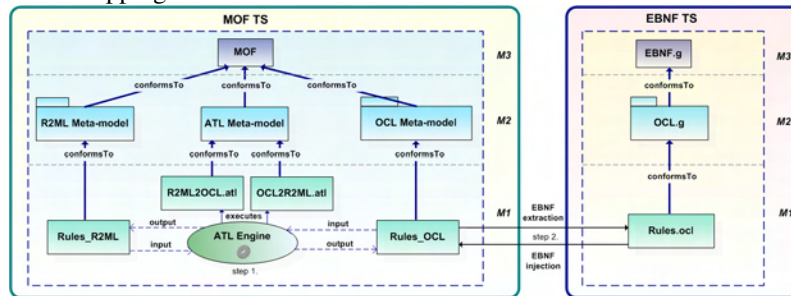 MOF TS
EBNF TS
MOF
M3
EBNF.g
M3
conformsTo
conformsTo
conformsTo
conformsTo
R2ML Meta-model
ATL Meta-model
OCL Meta-model
M2
OCL.g
M2
conformsTo
conformsTo
conformsTo
conformsTo
conformsTo
R2ML2OCL.atl
OCL2R2ML.atl
M1
EBNF
extraction
M1
output
executes
input
Rules_R2ML
ATL Engine
Rules_OCL
Rules.ocl
input
output
step 2.
step 1.
EBNF
injection